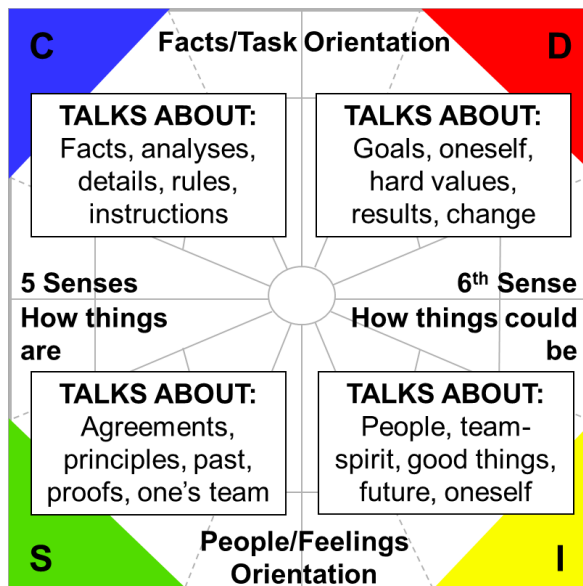 C
Facts/Task Orientation
D
TALKS ABOUT:
Facts, analyses,
details, rules,
instructions
TALKS ABOUT:
Goals, oneself,
hard values,
results, change
5 Senses
How things
are
6th Sense
How things could
be
TALKS ABOUT:
Agreements,
principles, past,
proofs, one's team
TALKS ABOUT:
People, team-
spirit, good things,
future, oneself
S
People/Feelings
Orientation
I